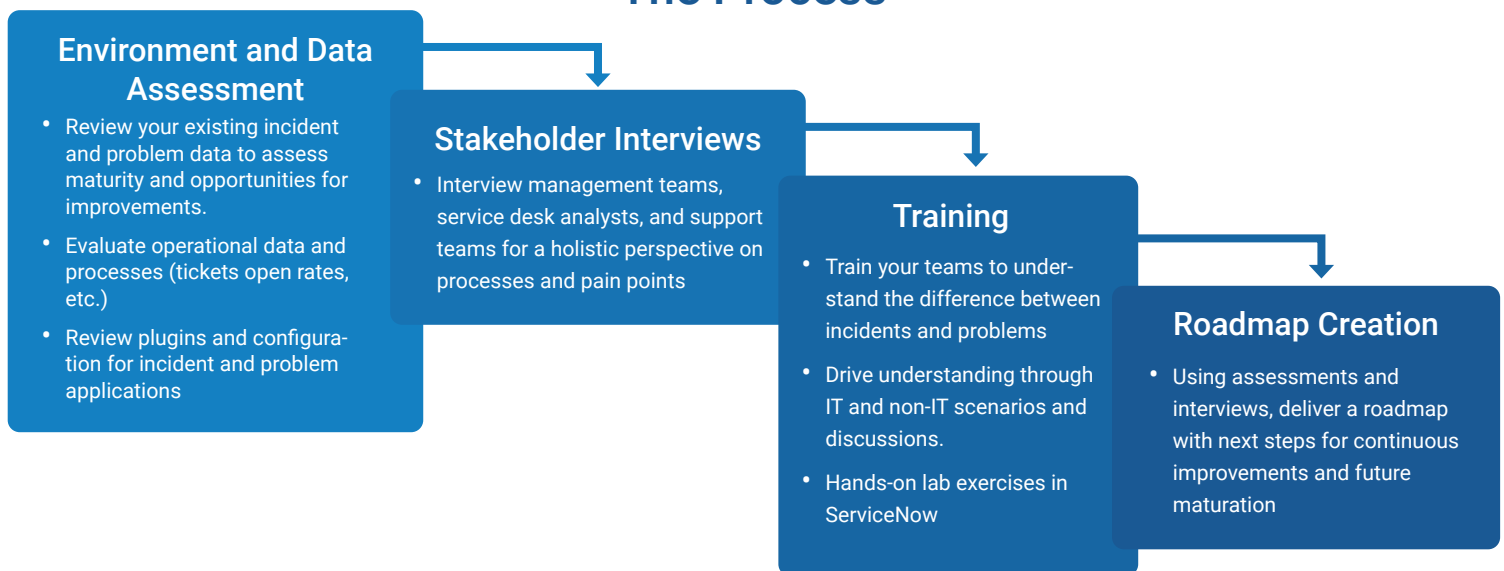 The Process
Environment and Data
Assessment
• Review your existing incident
and problem data to assess
maturity and opportunities for
improvements.
• Evaluate operational data and
processes (tickets open rates,
etc.)
• Review plugins and configura-
tion for incident and problem
applications
Stakeholder Interviews
• Interview management teams,
service desk analysts, and support
teams for a holistic perspective on
processes and pain points
Training
• Train your teams to under-
stand the difference between
incidents and problems
• Drive understanding through
IT and non-IT scenarios and
discussions.
• Hands-on lab exercises in
ServiceNow
Roadmap Creation
• Using assessments and
interviews, deliver a roadmap
with next steps for continuous
improvements and future
maturation